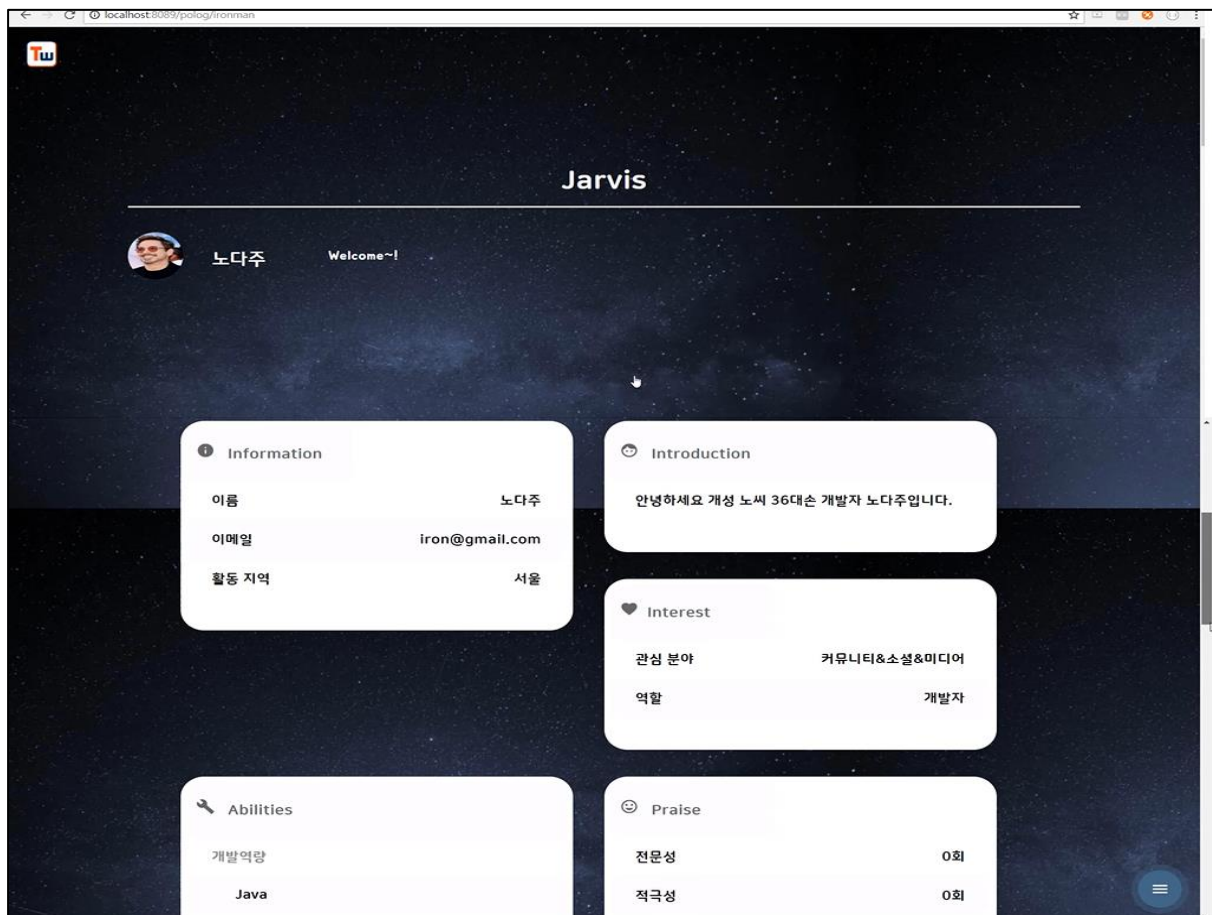 localhost:8089/polog/ironman
Tw
Jarvis
노다주 Welcome~!
Information
이름 노다주
이메일 iron@gmail.com
활동 지역 서울
Introduction
안녕하세요 개성 노씨 36대손 개발자 노다주입니다.
Interest
관심 분야 커뮤니티&소셜&미디어
역할 개발자
Abilities
개발역량
Java
Praise
전문성 0회
적극성 0회